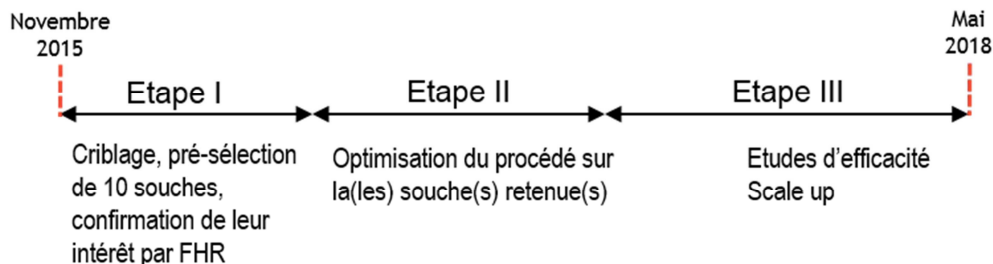 Novembre
2015
Mai
2018
Etape I
Etape II
Etape III
Criblage, pré-sélection
de 10 souches,
confirmation de leur
intérêt par FHR
Optimisation du procédé sur
la(les) souche(s) retenue(s)
Etudes d'efficacité
Scale up